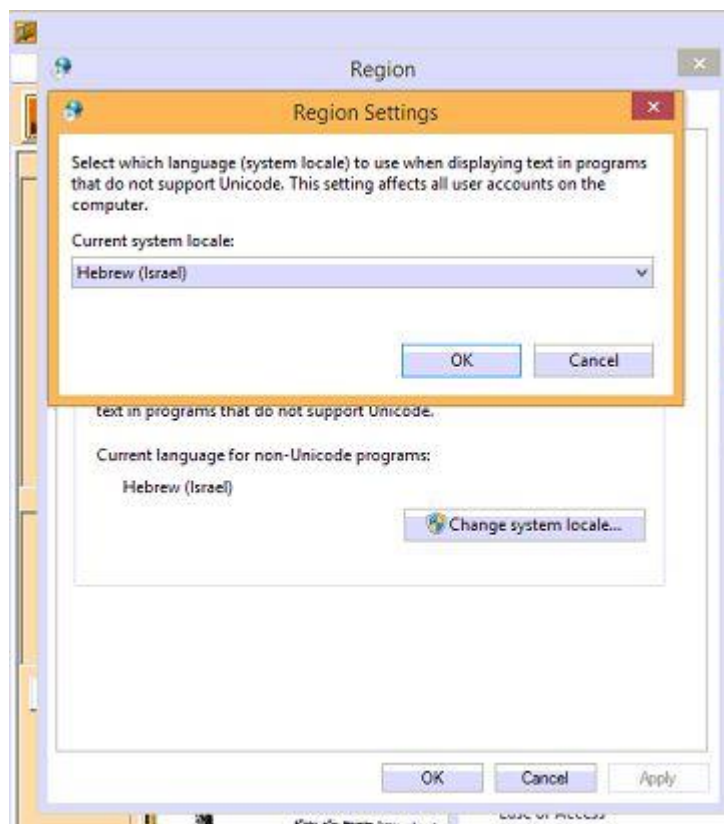 Region
Region Settings
Select which language (system locale) to use when displaying text in programs
that do not support Unicode. This setting affects all user accounts on the
computer.
Current system locale:
Hebrew (Israel)
OK Cancel
text in programs that do not support Unicode.
Current language for non-Unicode programs:
Hebrew (Israel)
Change system locale...
OK Cancel Apply
Ease of Access